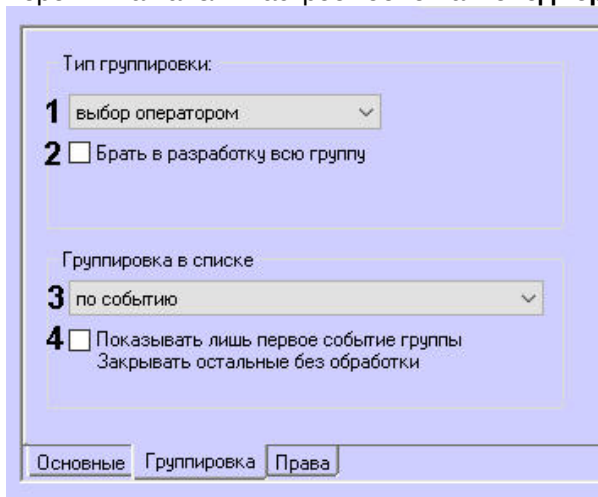 Тип группировки:
1 выбор оператором
2 Брать в разработку всю группу
Группировка в списке
3 по событию
4 Показывать лишь первое событие группы
Закрывать остальные без обработки
Основные Группировка Права